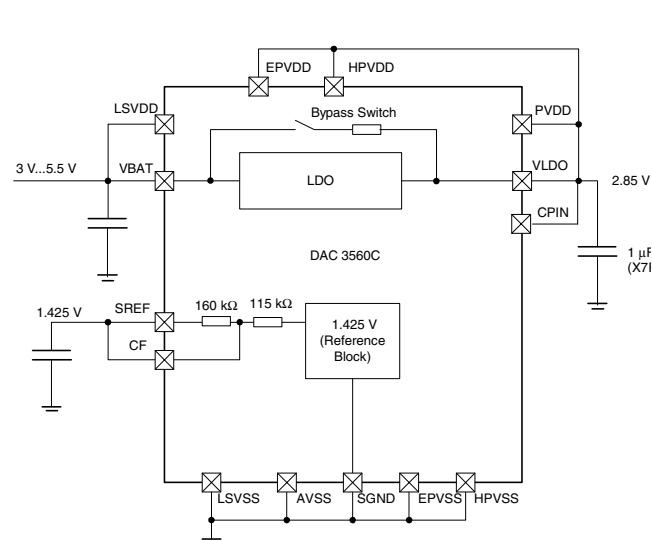 EPVDD HPVDD
LSVDD
Bypass Switch
PVDD
3 V...5.5 V
VBAT
LDO
VLDO
2.85 V
CPIN
DAC 3560C
1 µF
1.425 V
SREF
160 kΩ 115 kΩ
1.425 V
(Reference
Block)
CF
LSVSS AVSS SGND EPVSS HPVSS